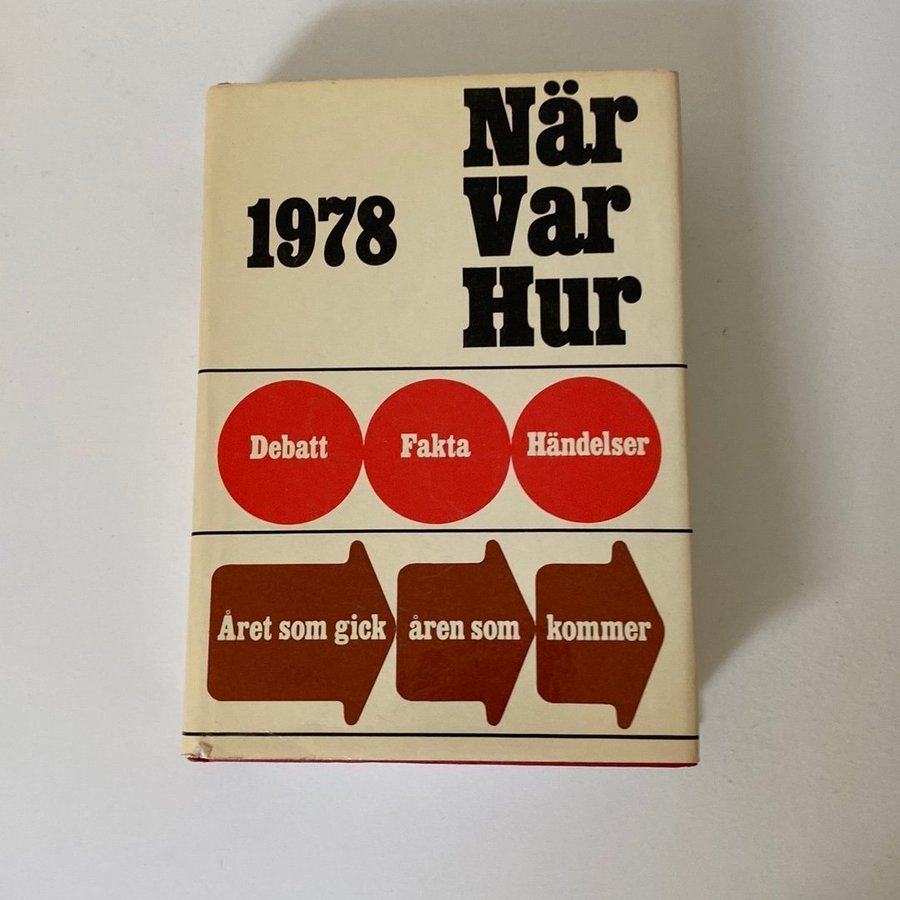 När
Var
Hur
1978
Debatt Fakta Händelser
Året som gick åren som kommer